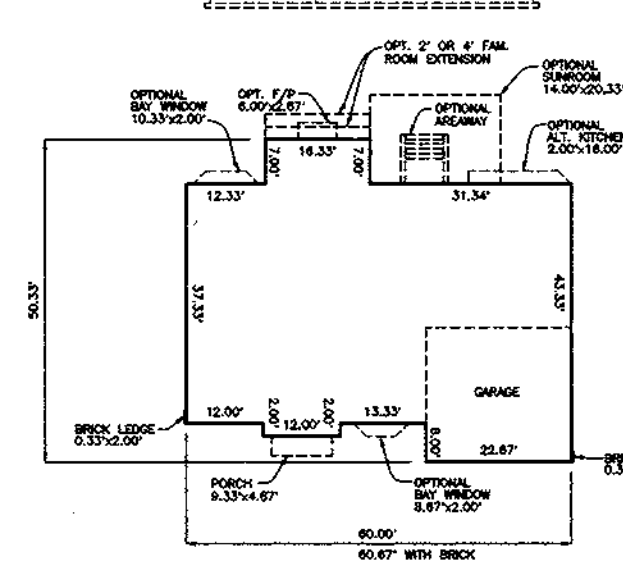 OPT. 2' OR 4' FAM.
ROOM EXTENSION
OPTIONAL
SUNROOM
14.00'x20.33'
OPTIONAL
BAY WINDOW
10.33'x2.00'
OPT. F/P
6.00'x2.67'
OPTIONAL
AREAWAY
OPTIONAL
ALT. KITCHEN
2.00'x16.00'
16.33'
7.00'
7.00'
12.33'
31.34'
50.33'
37.33'
43.33'
GARAGE
12.00'
2.00'
12.00'
2.00'
13.33'
22.67'
BRICK LEDGE
0.33'x2.00'
PORCH
9.33'x4.67'
OPTIONAL
BAY WINDOW
8.67'x2.00'
60.00'
60.67' WITH BRICK